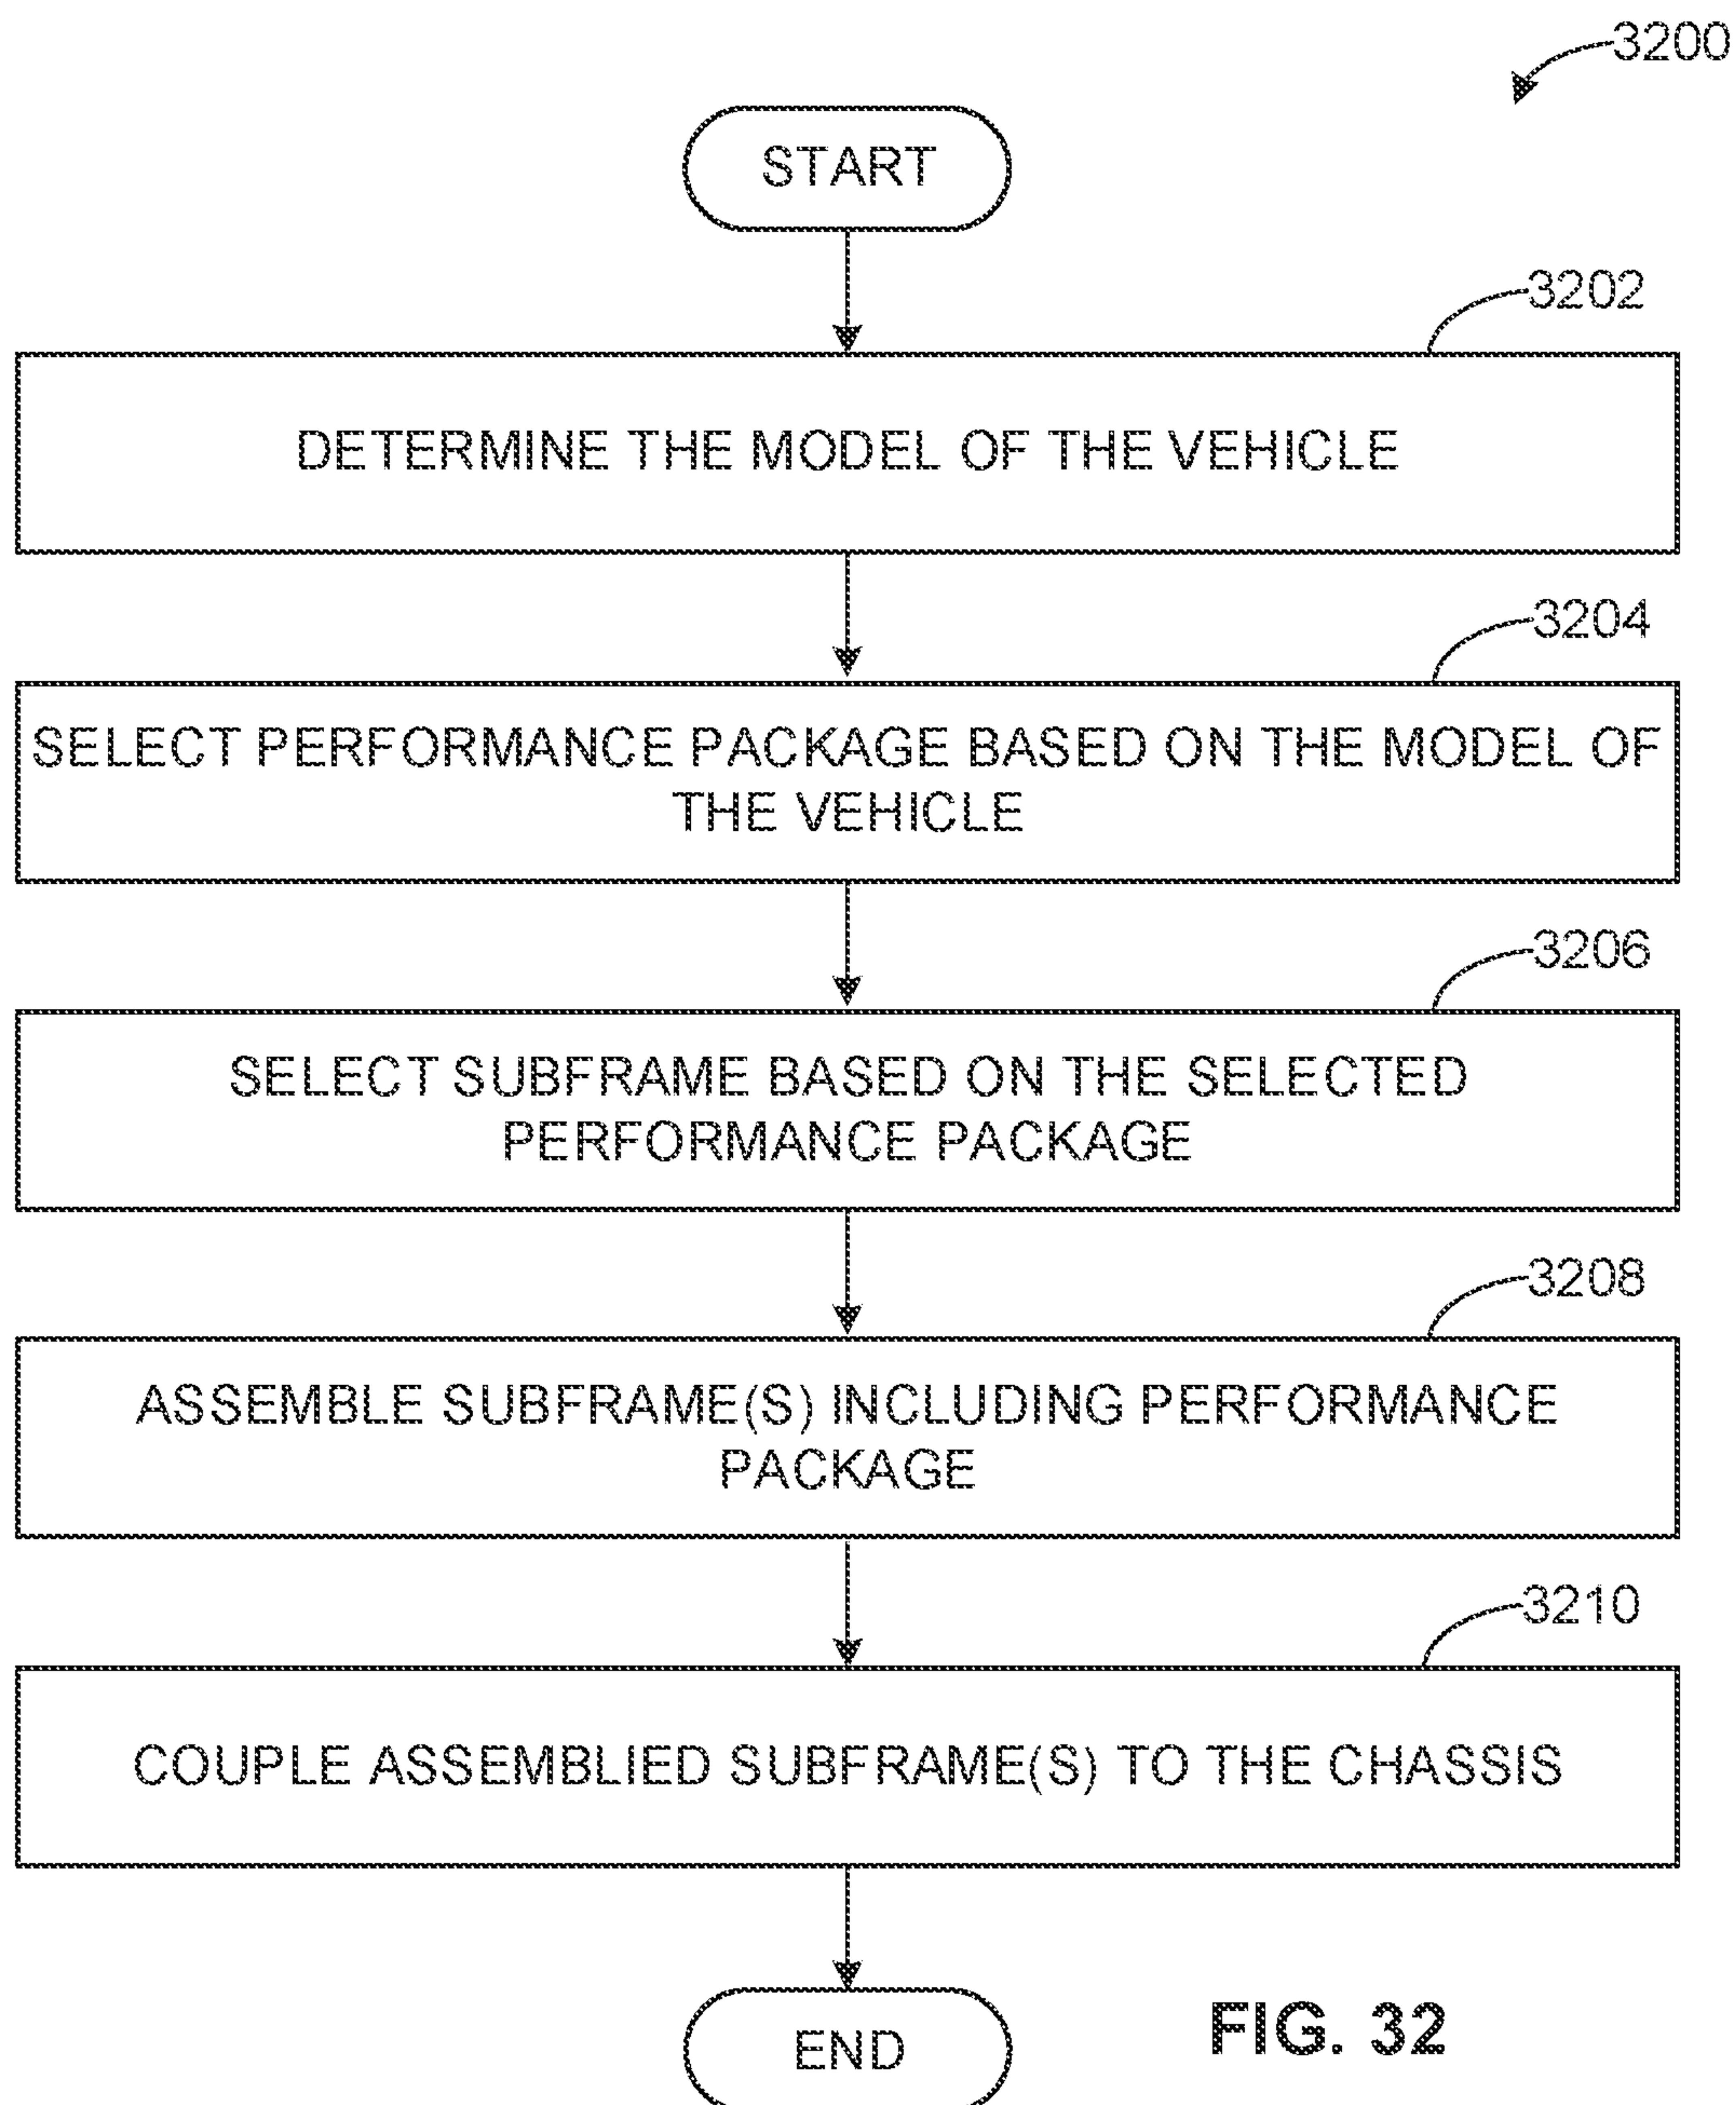 3200
START
3202
DETERMINE THE MODEL OF THE VEHICLE
3204
SELECT PERFORMANCE PACKAGE BASED ON THE MODEL OF
THE VEHICLE
3206
SELECT SUBFRAME BASED ON THE SELECTED
PERFORMANCE PACKAGE
3208
ASSEMBLE SUBFRAME(S) INCLUDING PERFORMANCE
PACKAGE
3210
COUPLE ASSEMBLIED SUBFRAME(S) TO THE CHASSIS
END
FIG. 32